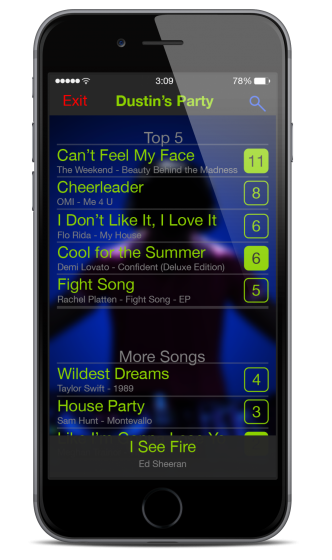 3:09
78%
Exit
Dustin's Party
Top 5
Can't Feel My Face
The Weekend - Beauty Behind the Madness
11
Cheerleader
OMI - Me 4 U
8
I Don't Like It, I Love It
Flo Rida - My House
6
Cool for the Summer
Demi Lovato - Confident (Deluxe Edition)
6
Fight Song
Rachel Platten - Fight Song - EP
5
More Songs
Wildest Dreams
Taylor Swift - 1989
4
House Party
Sam Hunt - Montevallo
3
I See Fire
Ed Sheeran